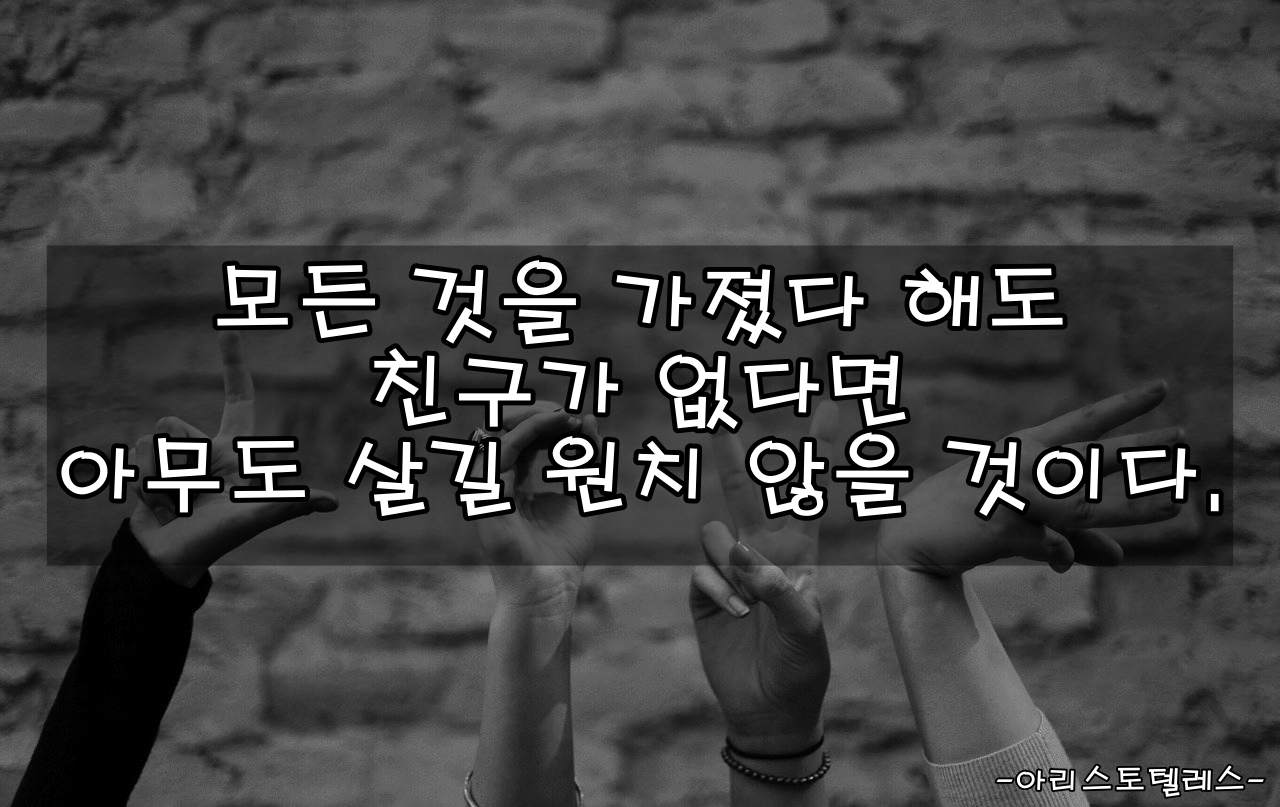 모든 것을 가졌다 해도
친구가 없다면
아무도 살길 원치 않을 것이다.
-아리스토텔레스-